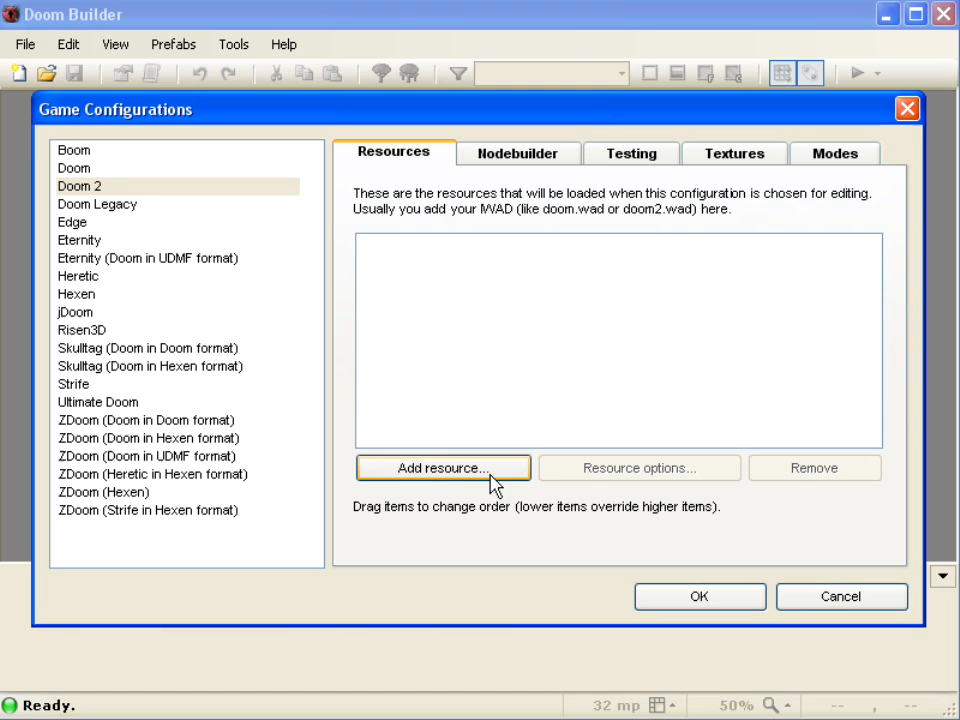 Doom Builder
File Edit View Prefabs Tools Help
Game Configurations
Boom
Doom
Doom 2
Doom Legacy
Edge
Eternity
Eternity (Doom in UDMF format)
Heretic
Hexen
jDoom
Risen3D
Skulltag (Doom in Doom format)
Skulltag (Doom in Hexen format)
Strife
Ultimate Doom
ZDoom (Doom in Doom format)
ZDoom (Doom in Hexen format)
ZDoom (Doom in UDMF format)
ZDoom (Heretic in Hexen format)
ZDoom (Hexen)
ZDoom (Strife in Hexen format)
Resources Nodebuilder Testing Textures Modes
These are the resources that will be loaded when this configuration is chosen for editing.
Usually you add your IWAD (like doom.wad or doom2.wad) here.
Add resource... Resource options... Remove
Drag items to change order (lower items override higher items).
OK Cancel
Ready. 32 mp 50% -- , --